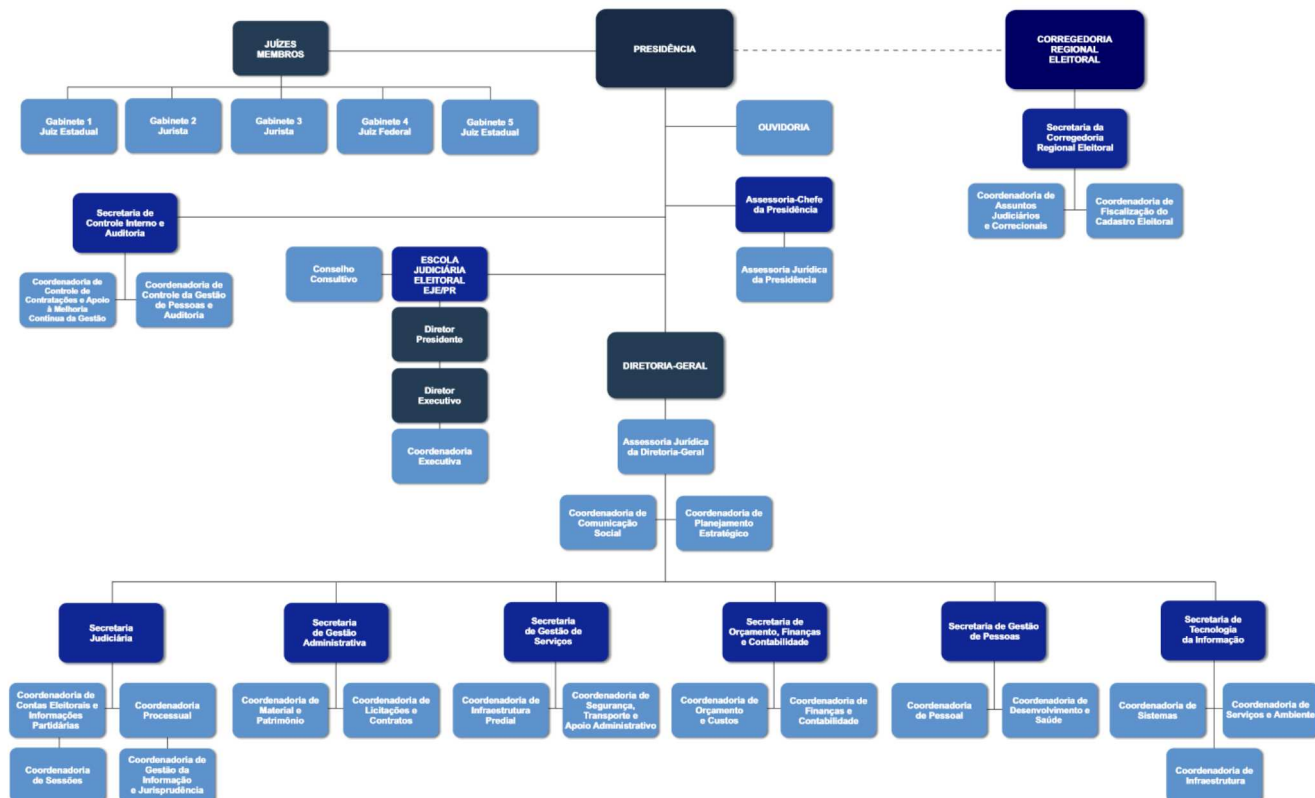 JUÍZES
MEMBROS
PRESIDÊNCIA
CORREGEDORIA
REGIONAL
ELEITORAL
Gabinete 1
Juiz Estadual
Gabinete 2
Jurista
Gabinete 3
Jurista
Gabinete 4
Juiz Federal
Gabinete 5
Juiz Estadual
OUVIDORIA
Secretaria da
Corregedoria
Regional Eleitoral
Secretaria de
Controle Interno e
Auditoria
Assessoria-Chefe
da Presidência
Coordenadoria de
Assuntos
Judiciários
e Correcionais
Coordenadoria de
Fiscalização do
Cadastro Eleitoral
Coordenadoria de
Controle de
Contratações e Apoio
à Melhoria
Contínua da Gestão
Coordenadoria de
Controle da Gestão
de Pessoas e
Auditoria
Conselho
Consultivo
ESCOLA
JUDICIÁRIA
ELEITORAL
EJE/PR
Assessoria Jurídica
da Presidência
Diretor
Presidente
Diretor
Executivo
Coordenadoria
Executiva
DIRETORIA-GERAL
Assessoria Jurídica
da Diretoria-Geral
Coordenadoria de
Comunicação
Social
Coordenadoria de
Planejamento
Estratégico
Secretaria
Judiciária
Secretaria
de Gestão
Administrativa
Secretaria
de Gestão de
Serviços
Secretaria de
Orçamento, Finanças
e Contabilidade
Secretaria de Gestão
de Pessoas
Secretaria de
Tecnologia
da Informação
Coordenadoria de
Contas Eleitorais e
Informações
Partidárias
Coordenadoria
Processual
Coordenadoria de
Material e
Patrimônio
Coordenadoria de
Licitações e
Contratos
Coordenadoria de
Infraestrutura
Predial
Coordenadoria de
Segurança,
Transporte e
Apoio Administrativo
Coordenadoria de
Orçamento
e Custos
Coordenadoria de
Finanças e
Contabilidade
Coordenadoria
de Pessoal
Coordenadoria de
Desenvolvimento e
Saúde
Coordenadoria de
Sistemas
Coordenadoria de
Serviços e Ambiente
Coordenadoria
de Sessões
Coordenadoria de
Gestão da
Informação
e Jurisprudência
Coordenadoria de
Infraestrutura